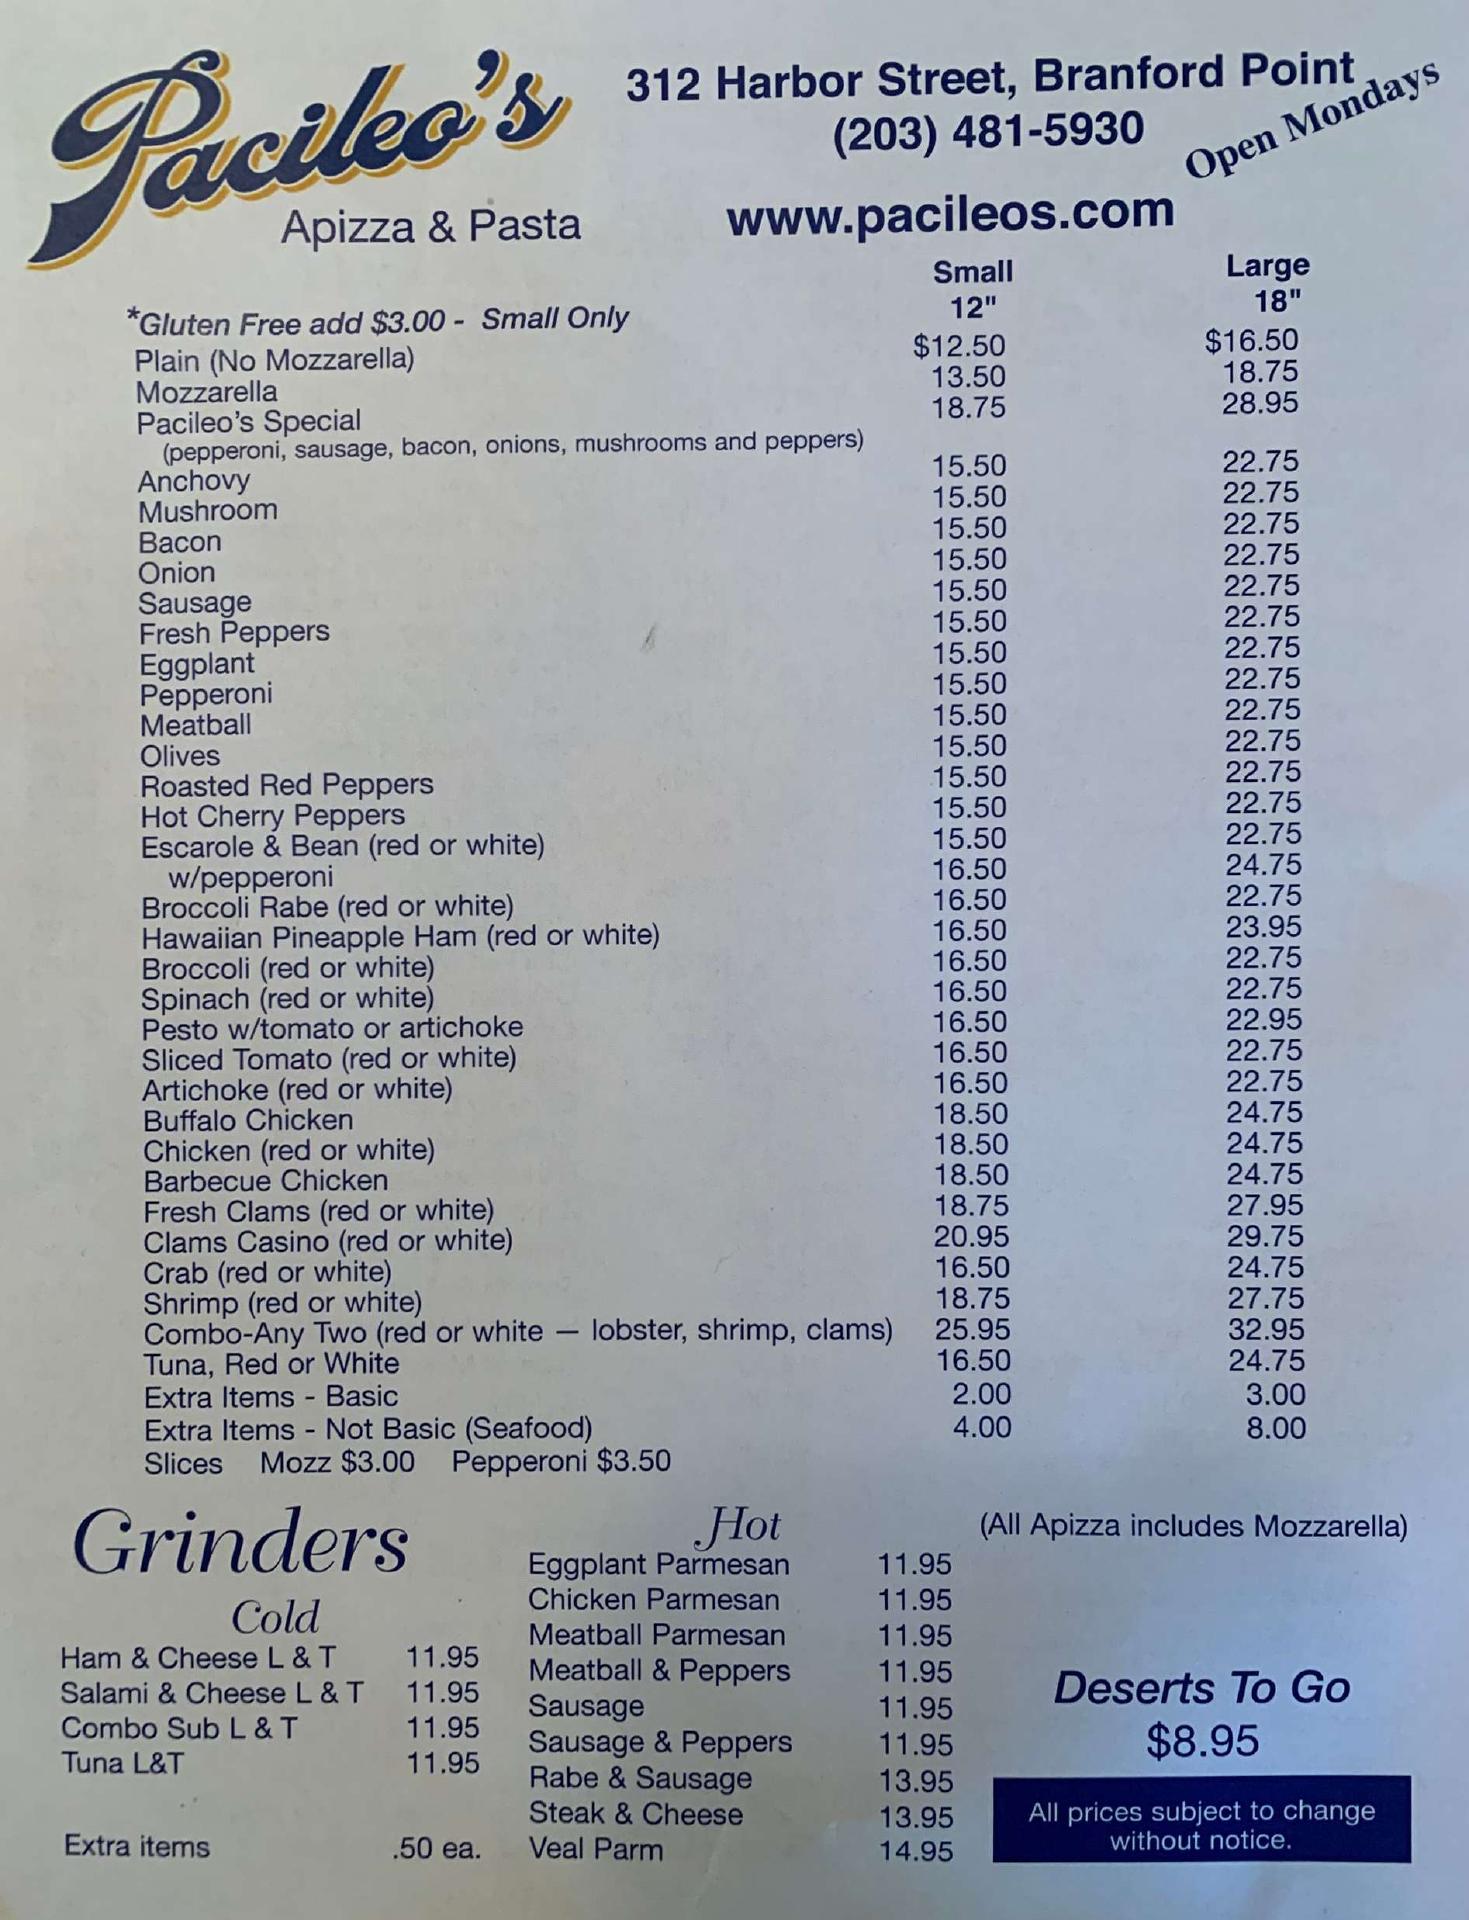 Pacileo's
Apizza & Pasta
312 Harbor Street, Branford Point
(203) 481-5930
Open Mondays
www.pacileos.com
Small Large
*Gluten Free add $3.00 - Small Only 12" 18"
Plain (No Mozzarella) $12.50 $16.50
Mozzarella 13.50 18.75
Pacileo's Special 18.75 28.95
(pepperoni, sausage, bacon, onions, mushrooms and peppers)
Anchovy 15.50 22.75
Mushroom 15.50 22.75
Bacon 15.50 22.75
Onion 15.50 22.75
Sausage 15.50 22.75
Fresh Peppers 15.50 22.75
Eggplant 15.50 22.75
Pepperoni 15.50 22.75
Meatball 15.50 22.75
Olives 15.50 22.75
Roasted Red Peppers 15.50 22.75
Hot Cherry Peppers 15.50 22.75
Escarole & Bean (red or white) 15.50 22.75
w/pepperoni 16.50 24.75
Broccoli Rabe (red or white) 16.50 22.75
Hawaiian Pineapple Ham (red or white) 16.50 23.95
Broccoli (red or white) 16.50 22.75
Spinach (red or white) 16.50 22.75
Pesto w/tomato or artichoke 16.50 22.95
Sliced Tomato (red or white) 16.50 22.75
Artichoke (red or white) 16.50 22.75
Buffalo Chicken 18.50 24.75
Chicken (red or white) 18.50 24.75
Barbecue Chicken 18.50 24.75
Fresh Clams (red or white) 18.75 27.95
Clams Casino (red or white) 20.95 29.75
Crab (red or white) 16.50 24.75
Shrimp (red or white) 18.75 27.75
Combo-Any Two (red or white — lobster, shrimp, clams) 25.95 32.95
Tuna, Red or White 16.50 24.75
Extra Items - Basic 2.00 3.00
Extra Items - Not Basic (Seafood) 4.00 8.00
Slices Mozz $3.00 Pepperoni $3.50
(All Apizza includes Mozzarella)
Grinders
Cold
Ham & Cheese L & T 11.95
Salami & Cheese L & T 11.95
Combo Sub L & T 11.95
Tuna L&T 11.95
Extra items .50 ea.
Hot
Eggplant Parmesan 11.95
Chicken Parmesan 11.95
Meatball Parmesan 11.95
Meatball & Peppers 11.95
Sausage 11.95
Sausage & Peppers 11.95
Rabe & Sausage 13.95
Steak & Cheese 13.95
Veal Parm 14.95
Deserts To Go
$8.95
All prices subject to change
without notice.